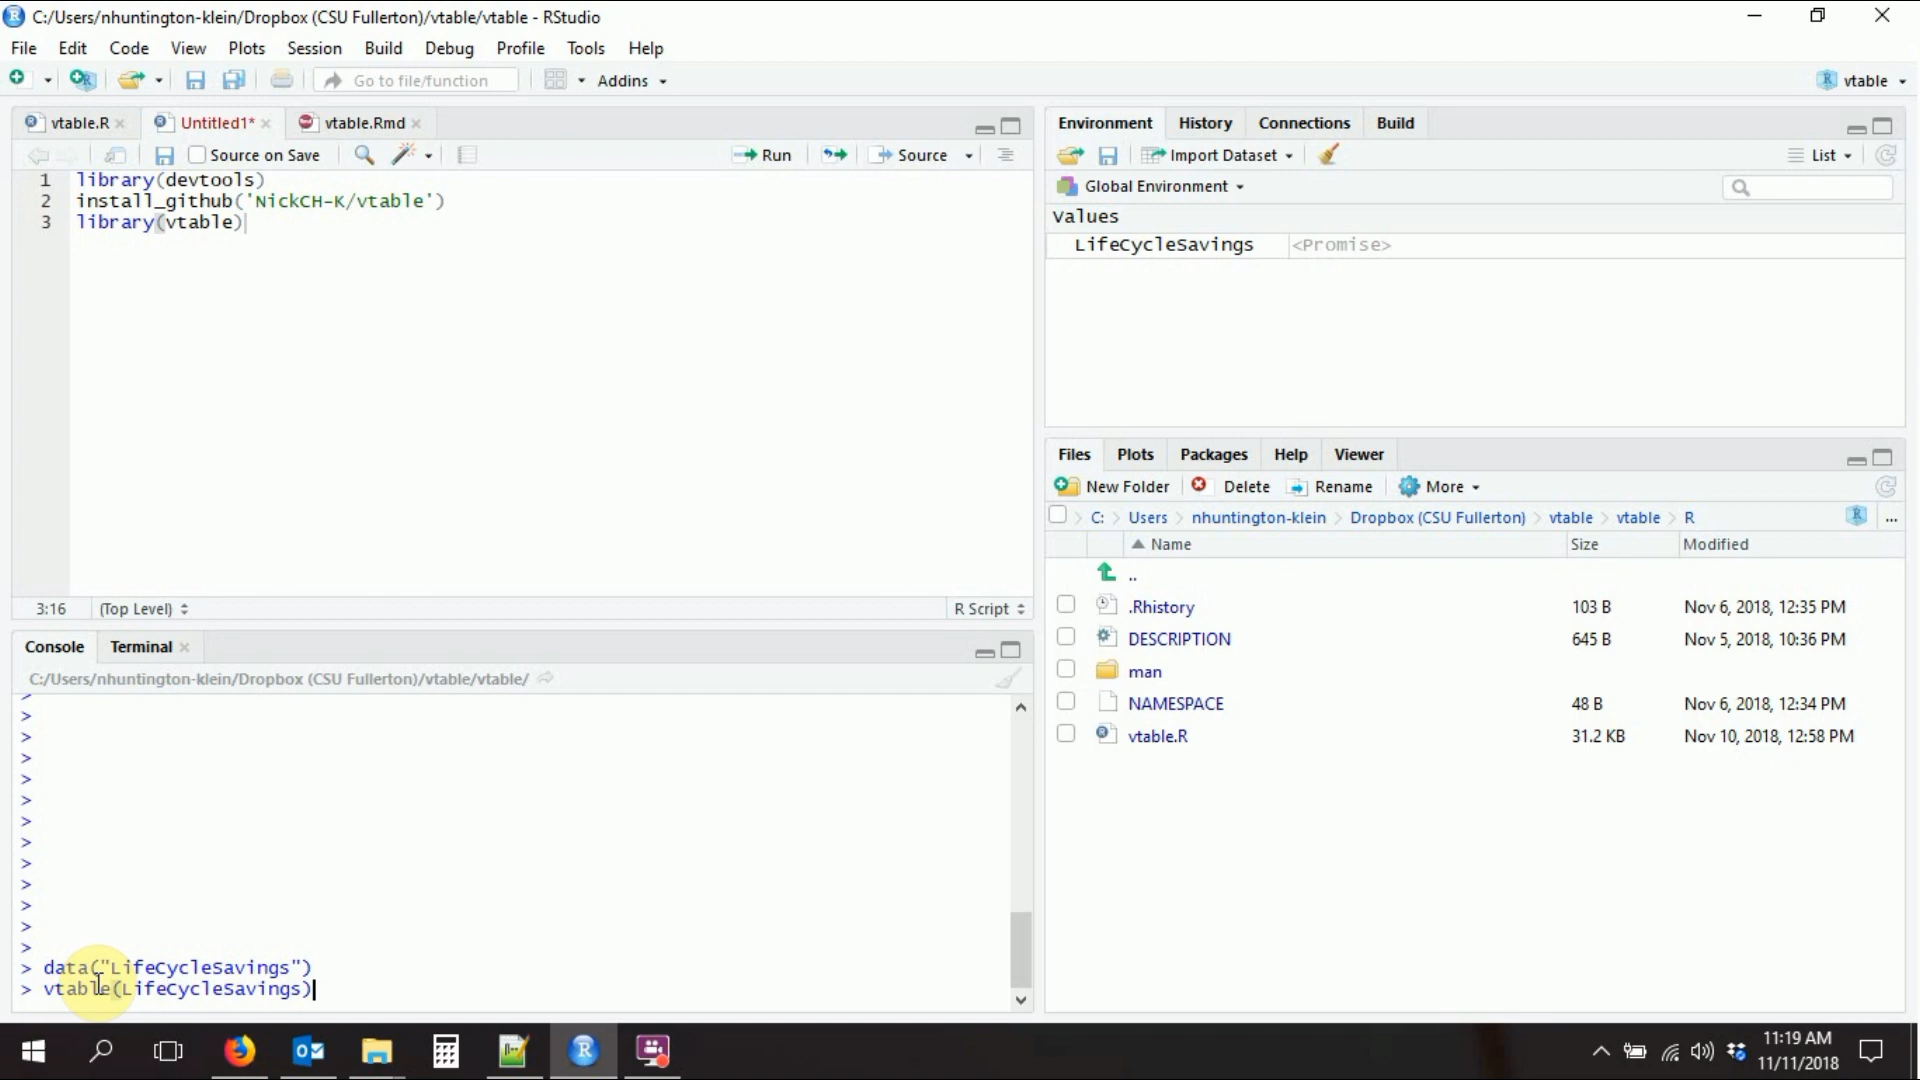 C:/Users/nhuntington-klein/Dropbox (CSU Fullerton)/vtable/vtable - RStudio
File Edit Code View Plots Session Build Debug Profile Tools Help
Go to file/function Addins vtable
vtable.R Untitled1* vtable.Rmd
Source on Save Run Source
1 library(devtools)
2 install_github('NickCH-K/vtable')
3 library(vtable)
3:16 (Top Level) R Script
Console Terminal
C:/Users/nhuntington-klein/Dropbox (CSU Fullerton)/vtable/vtable/
>
>
>
>
>
>
>
>
>
>
>
>
>
> data("LifeCycleSavings")
> vtable(LifeCycleSavings)
Environment History Connections Build
Import Dataset List
Global Environment
Values
LifeCycleSavings <Promise>
Files Plots Packages Help Viewer
New Folder Delete Rename More
C: Users nhuntington-klein Dropbox (CSU Fullerton) vtable vtable R ...
Name Size Modified
..
.Rhistory 103 B Nov 6, 2018, 12:35 PM
DESCRIPTION 645 B Nov 5, 2018, 10:36 PM
man
NAMESPACE 48 B Nov 6, 2018, 12:34 PM
vtable.R 31.2 KB Nov 10, 2018, 12:58 PM
11:19 AM
11/11/2018